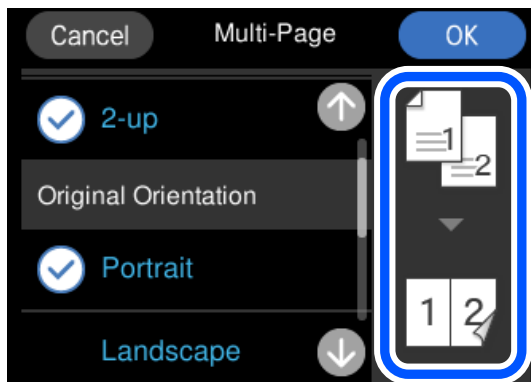 Cancel Multi-Page OK
2-up
Original Orientation
Portrait
Landscape
1
2
1 2